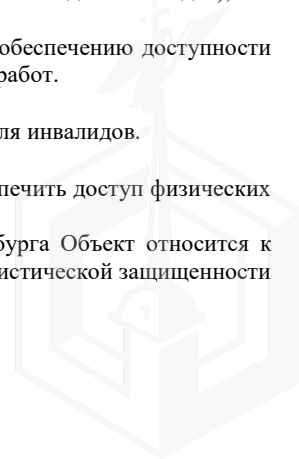 обеспечению доступности
работ.
ля инвалидов.
печить доступ физических
бурга Объект относится к
истической защищенности